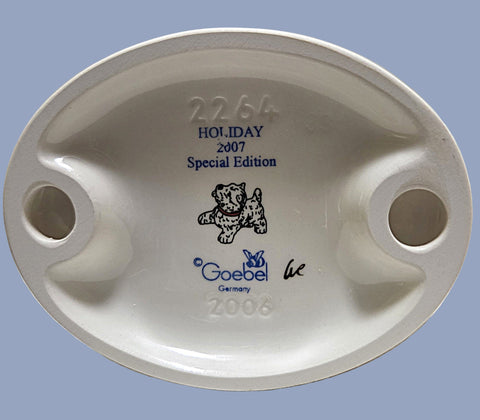 2264
HOLIDAY
2007
Special Edition
© Goebel
Germany
2006